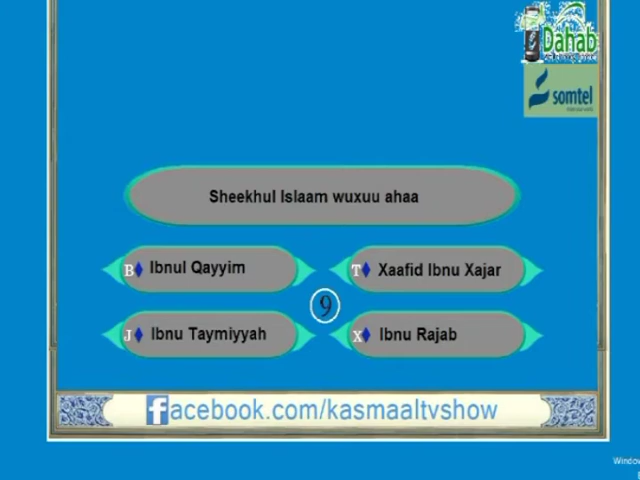 Dahab
somtel
Sheekhul Islaam wuxuu ahaa
B Ibnul Qayyim
T Xaafid Ibnu Xajar
9
J Ibnu Taymiyyah
X Ibnu Rajab
facebook.com/kasmaaltvshow
Window